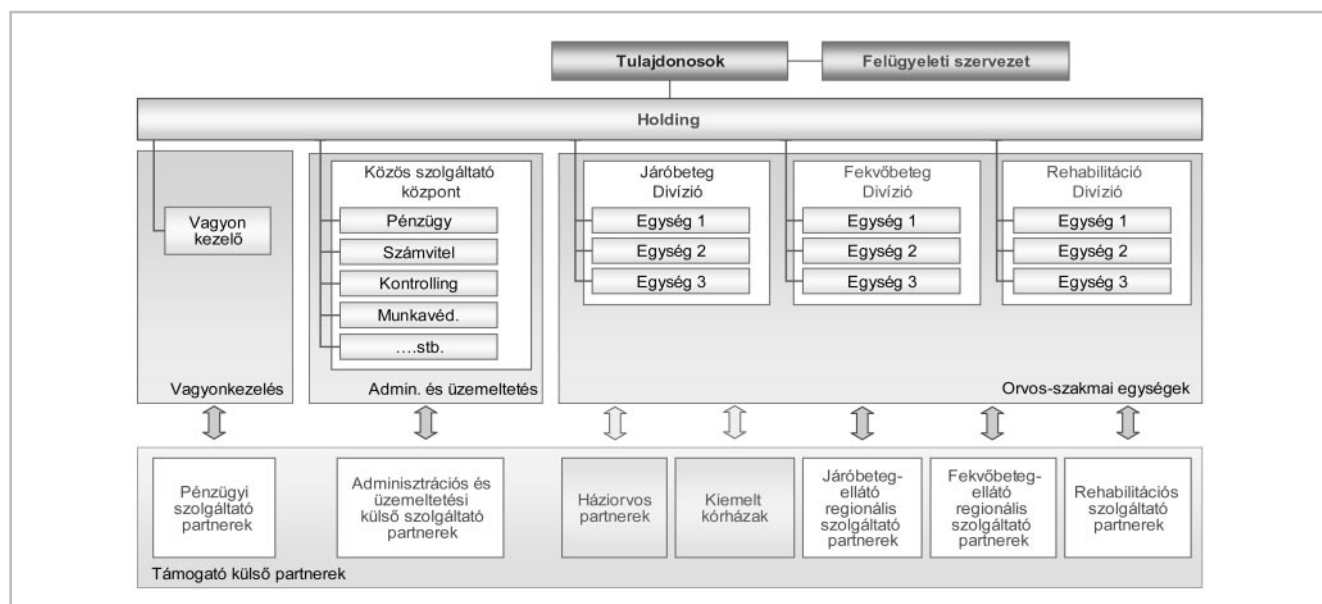 Tulajdonosok
Felügyeleti szervezet
Holding
Vagyon
kezelő
Vagyonkezelés
Közös szolgáltató
központ
Pénzügy
Számvitel
Kontrolling
Munkavéd.
....stb.
Admin. és üzemeltetés
Járóbeteg
Divízió
Egység 1
Egység 2
Egység 3
Fekvőbeteg
Divízió
Egység 1
Egység 2
Egység 3
Rehabilitáció
Divízió
Egység 1
Egység 2
Egység 3
Orvos-szakmai egységek
Pénzügyi
szolgáltató
partnerek
Adminisztrációs és
üzemeltetési
külső szolgáltató
partnerek
Háziorvos
partnerek
Kiemelt
kórházak
Járóbeteg-
ellátó
regionális
szolgáltató
partnerek
Fekvőbeteg-
ellátó
regionális
szolgáltató
partnerek
Rehabilitációs
szolgáltató
partnerek
Támogató külső partnerek